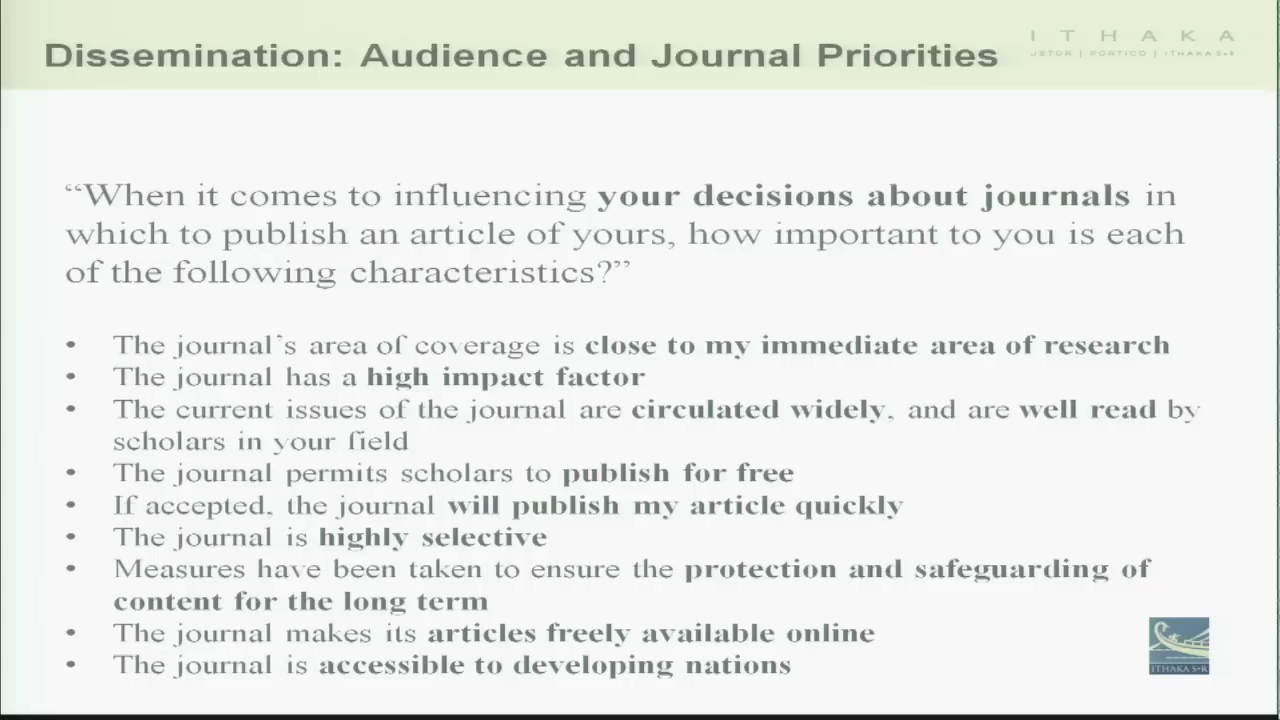 Dissemination: Audience and Journal Priorities
I T H A K A
JSTOR | PORTICO | ITHAKA S+R
“When it comes to influencing your decisions about journals in
which to publish an article of yours, how important to you is each
of the following characteristics?”
• The journal’s area of coverage is close to my immediate area of research
• The journal has a high impact factor
• The current issues of the journal are circulated widely, and are well read by
scholars in your field
• The journal permits scholars to publish for free
• If accepted, the journal will publish my article quickly
• The journal is highly selective
• Measures have been taken to ensure the protection and safeguarding of
content for the long term
• The journal makes its articles freely available online
• The journal is accessible to developing nations
ITHAKA S+R